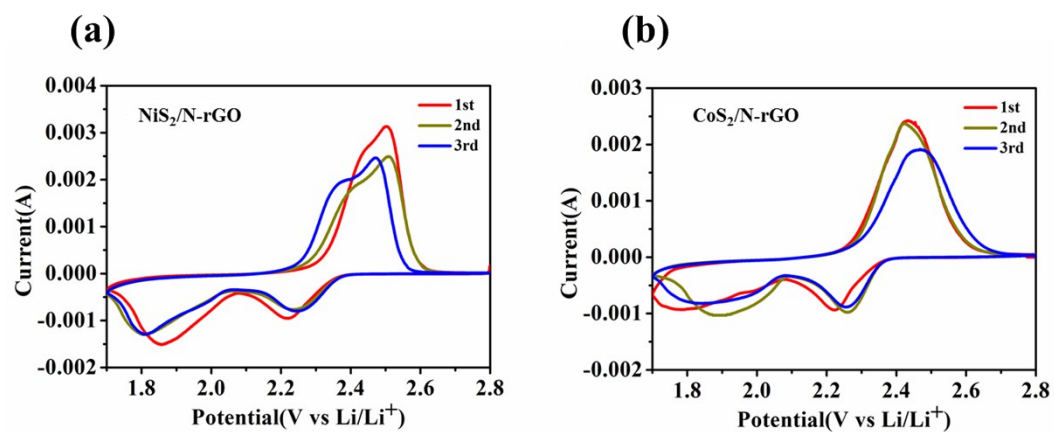 (a)
NiS2/N-rGO
1st
2nd
3rd
0.004
0.003
0.002
0.001
0.000
-0.001
-0.002
Current(A)
1.8 2.0 2.2 2.4 2.6 2.8
Potential(V vs Li/Li+)
(b)
CoS2/N-rGO
1st
2nd
3rd
0.003
0.002
0.001
0.000
-0.001
-0.002
Current(A)
1.8 2.0 2.2 2.4 2.6 2.8
Potential(V vs Li/Li+)